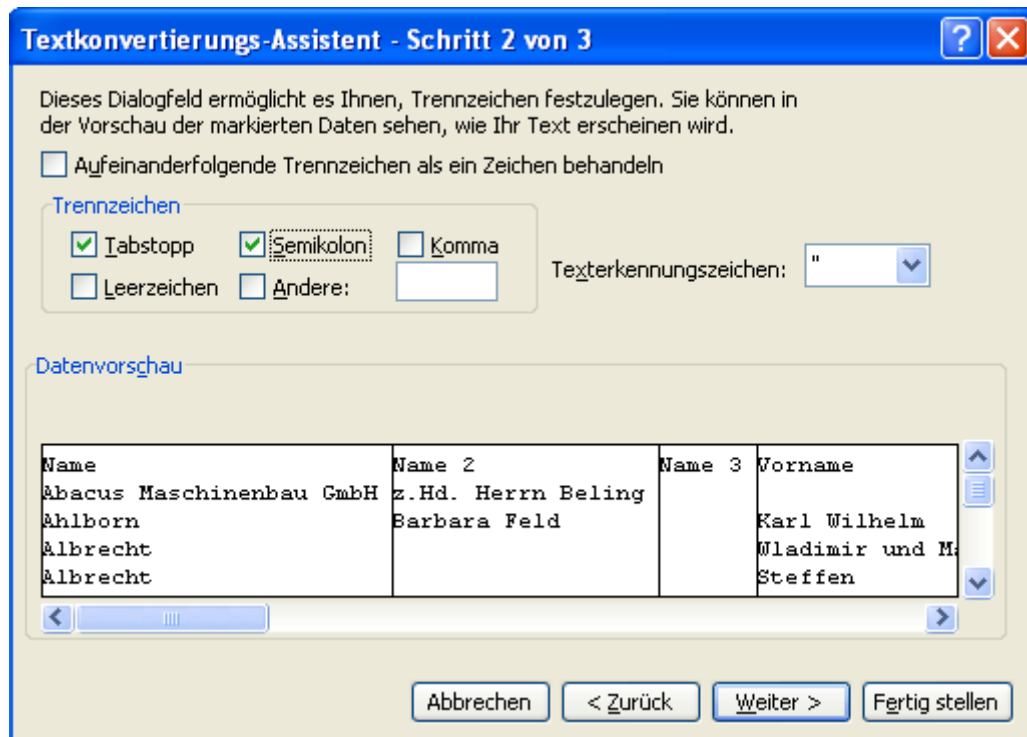 Textkonvertierungs-Assistent - Schritt 2 von 3
Dieses Dialogfeld ermöglicht es Ihnen, Trennzeichen festzulegen. Sie können in
der Vorschau der markierten Daten sehen, wie Ihr Text erscheinen wird.
Aufeinanderfolgende Trennzeichen als ein Zeichen behandeln
Trennzeichen
Tabstopp Semikolon Komma
Leerzeichen Andere:
Texterkennungszeichen: "
Datenvorschau
Name Name 2 Name 3 Vorname
Abacus Maschinenbau GmbH z.Hd. Herrn Beling
Ahlborn Barbara Feld Karl Wilhelm
Albrecht Wladimir und Ma
Albrecht Steffen
Abbrechen < Zurück Weiter > Fertig stellen